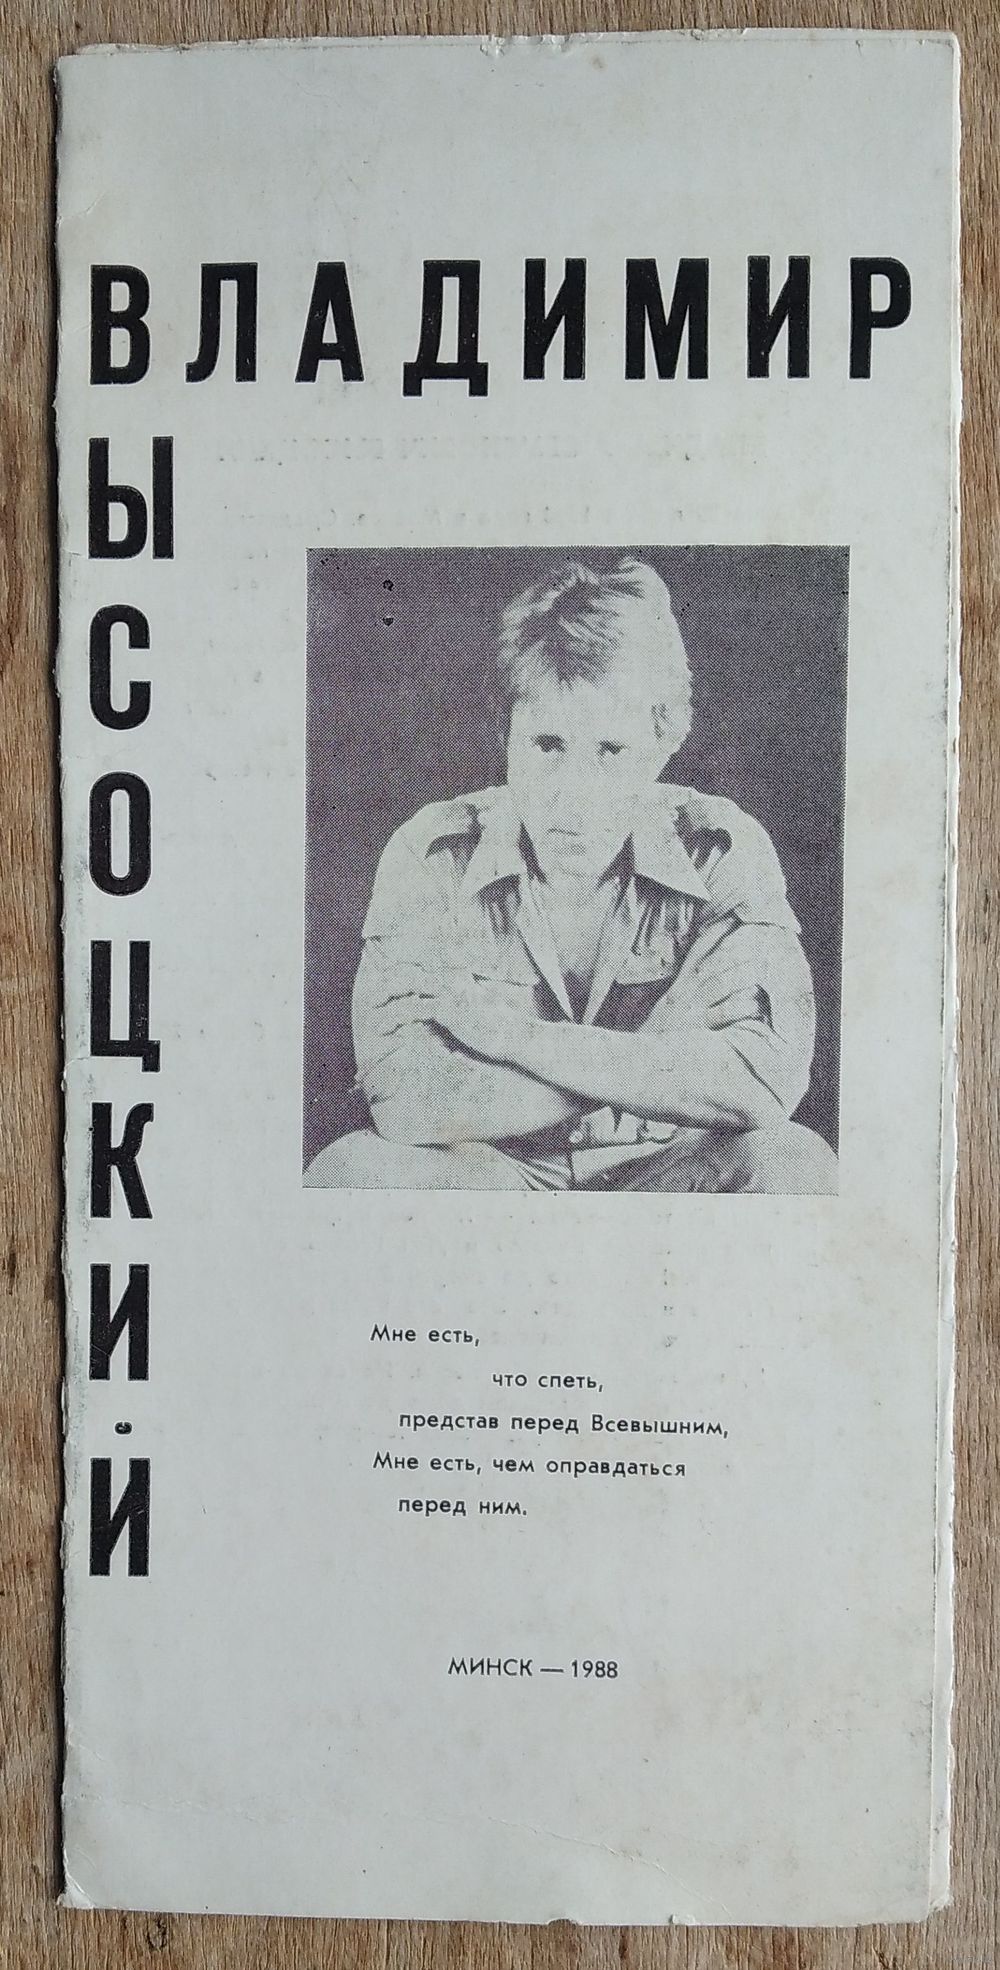 ВЛАДИМИР
ВЫСОЦКИЙ
Мне есть,
что спеть,
представ перед Всевышним,
Мне есть, чем оправдаться
перед ним.
МИНСК — 1988